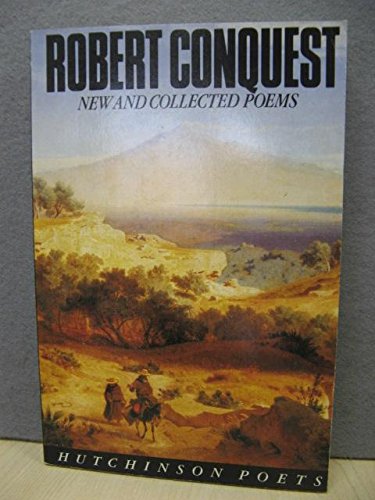 ROBERT CONQUEST
NEW AND COLLECTED POEMS
HUTCHINSON POETS